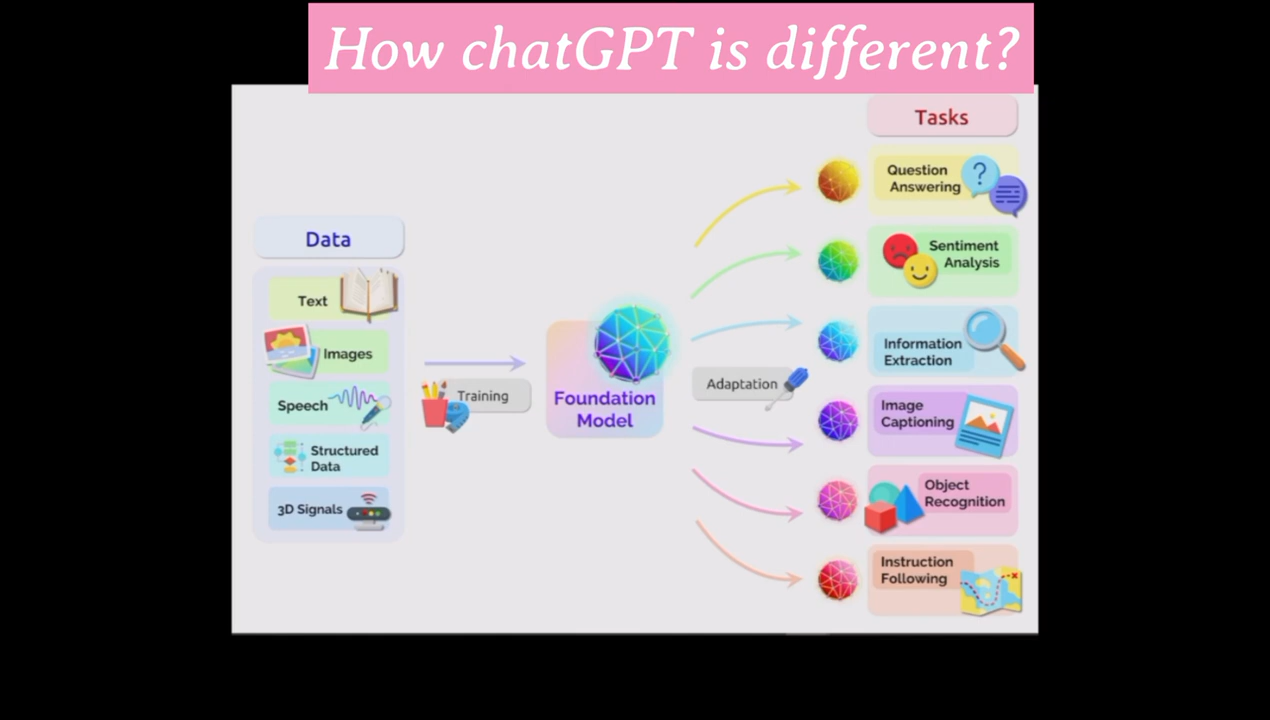 How chatGPT is different?
Data
Text
Images
Speech
Structured
Data
3D Signals
Training
Foundation
Model
Adaptation
Tasks
Question
Answering
Sentiment
Analysis
Information
Extraction
Image
Captioning
Object
Recognition
Instruction
Following